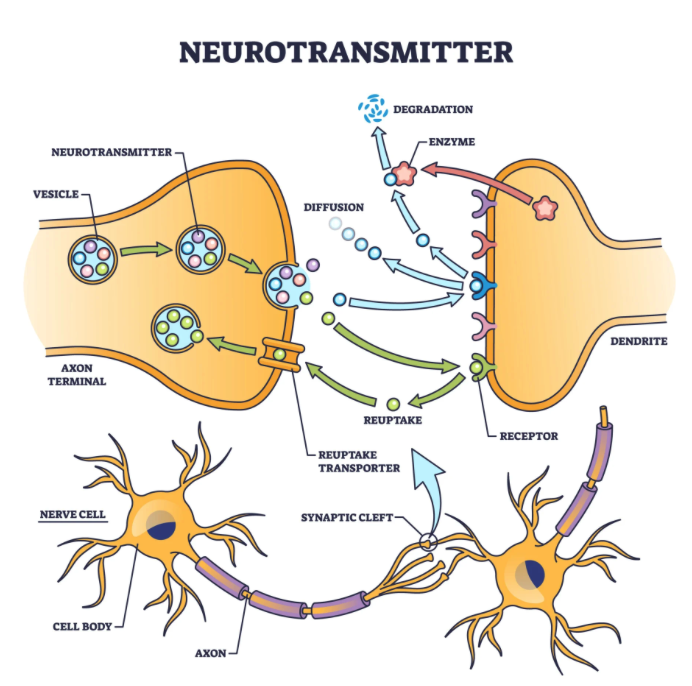 NEUROTRANSMITTER
DEGRADATION
ENZYME
NEUROTRANSMITTER
VESICLE
DIFFUSION
AXON
TERMINAL
DENDRITE
REUPTAKE
RECEPTOR
REUPTAKE
TRANSPORTER
NERVE CELL
SYNAPTIC CLEFT
CELL BODY
AXON